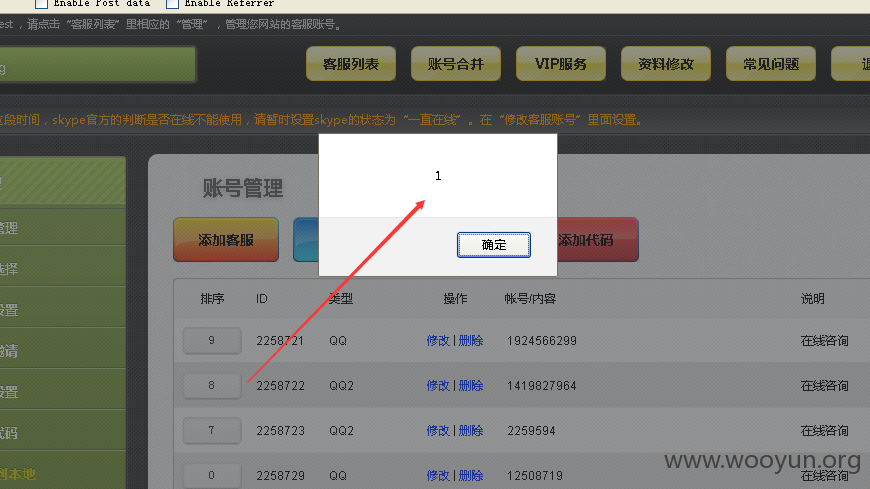 Enable Post data Enable Referrer
est，请点击“客服列表”里相应的“管理”，管理您网站的客服账号。
g 客服列表 账号合并 VIP服务 资料修改 常见问题 退
段时间，skype官方的判断是否在线不能使用，请暂时设置skype的状态为“一直在线”。在“修改客服账号”里面设置。
1
确定
账号管理
管理
添加客服 添加代码
选择
设置
邀请
设置
代码
到本地
排序 ID 类型 操作 帐号/内容 说明
9 2258721 QQ 修改|删除 1924566299 在线咨询
8 2258722 QQ2 修改|删除 1419827964 在线咨询
7 2258723 QQ2 修改|删除 2259594 在线咨询
0 2258729 QQ 修改|删除 12508719 在线咨询
www.wooyun.org